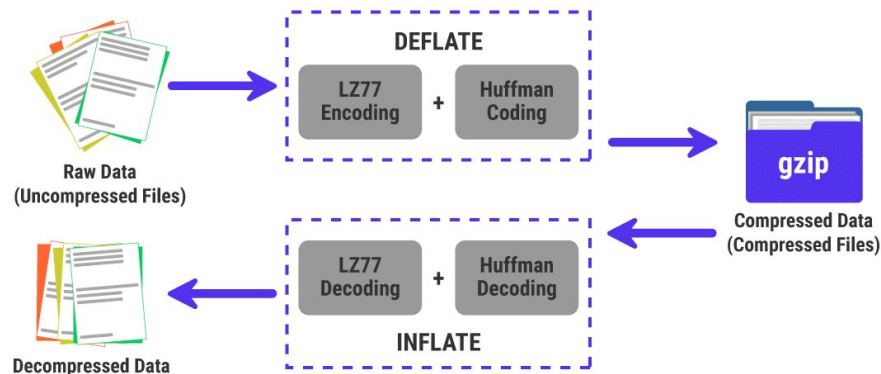 DEFLATE
LZ77
Encoding
+
Huffman
Coding
Raw Data
(Uncompressed Files)
gzip
Compressed Data
(Compressed Files)
LZ77
Decoding
+
Huffman
Decoding
INFLATE
Decompressed Data